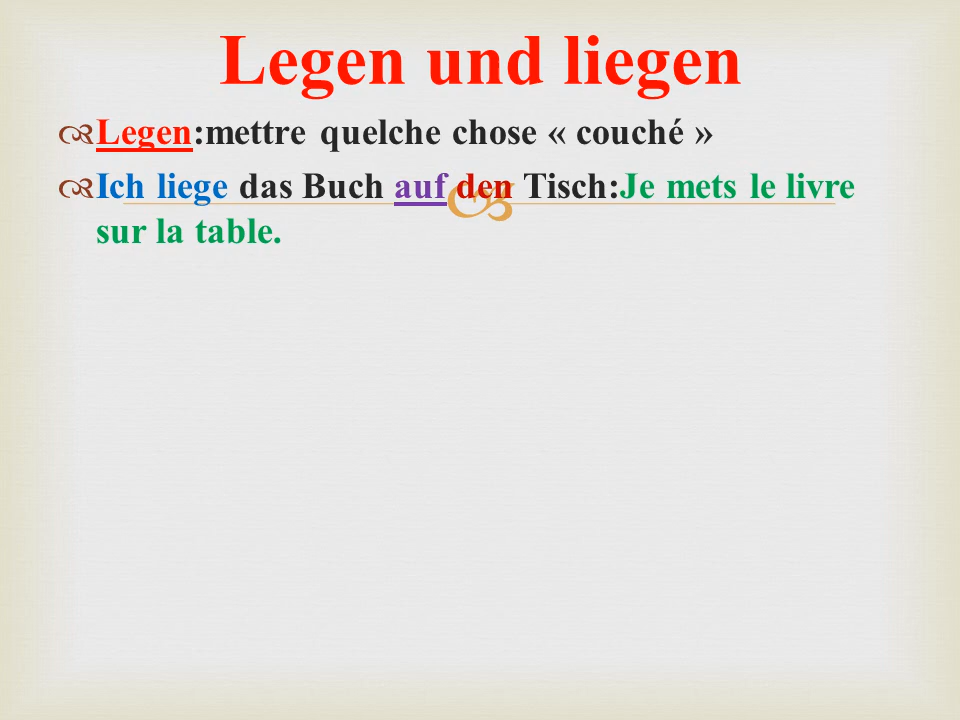 Legen und liegen
Legen:mettre quelche chose « couché »
Ich liege das Buch auf den Tisch:Je mets le livre
sur la table.